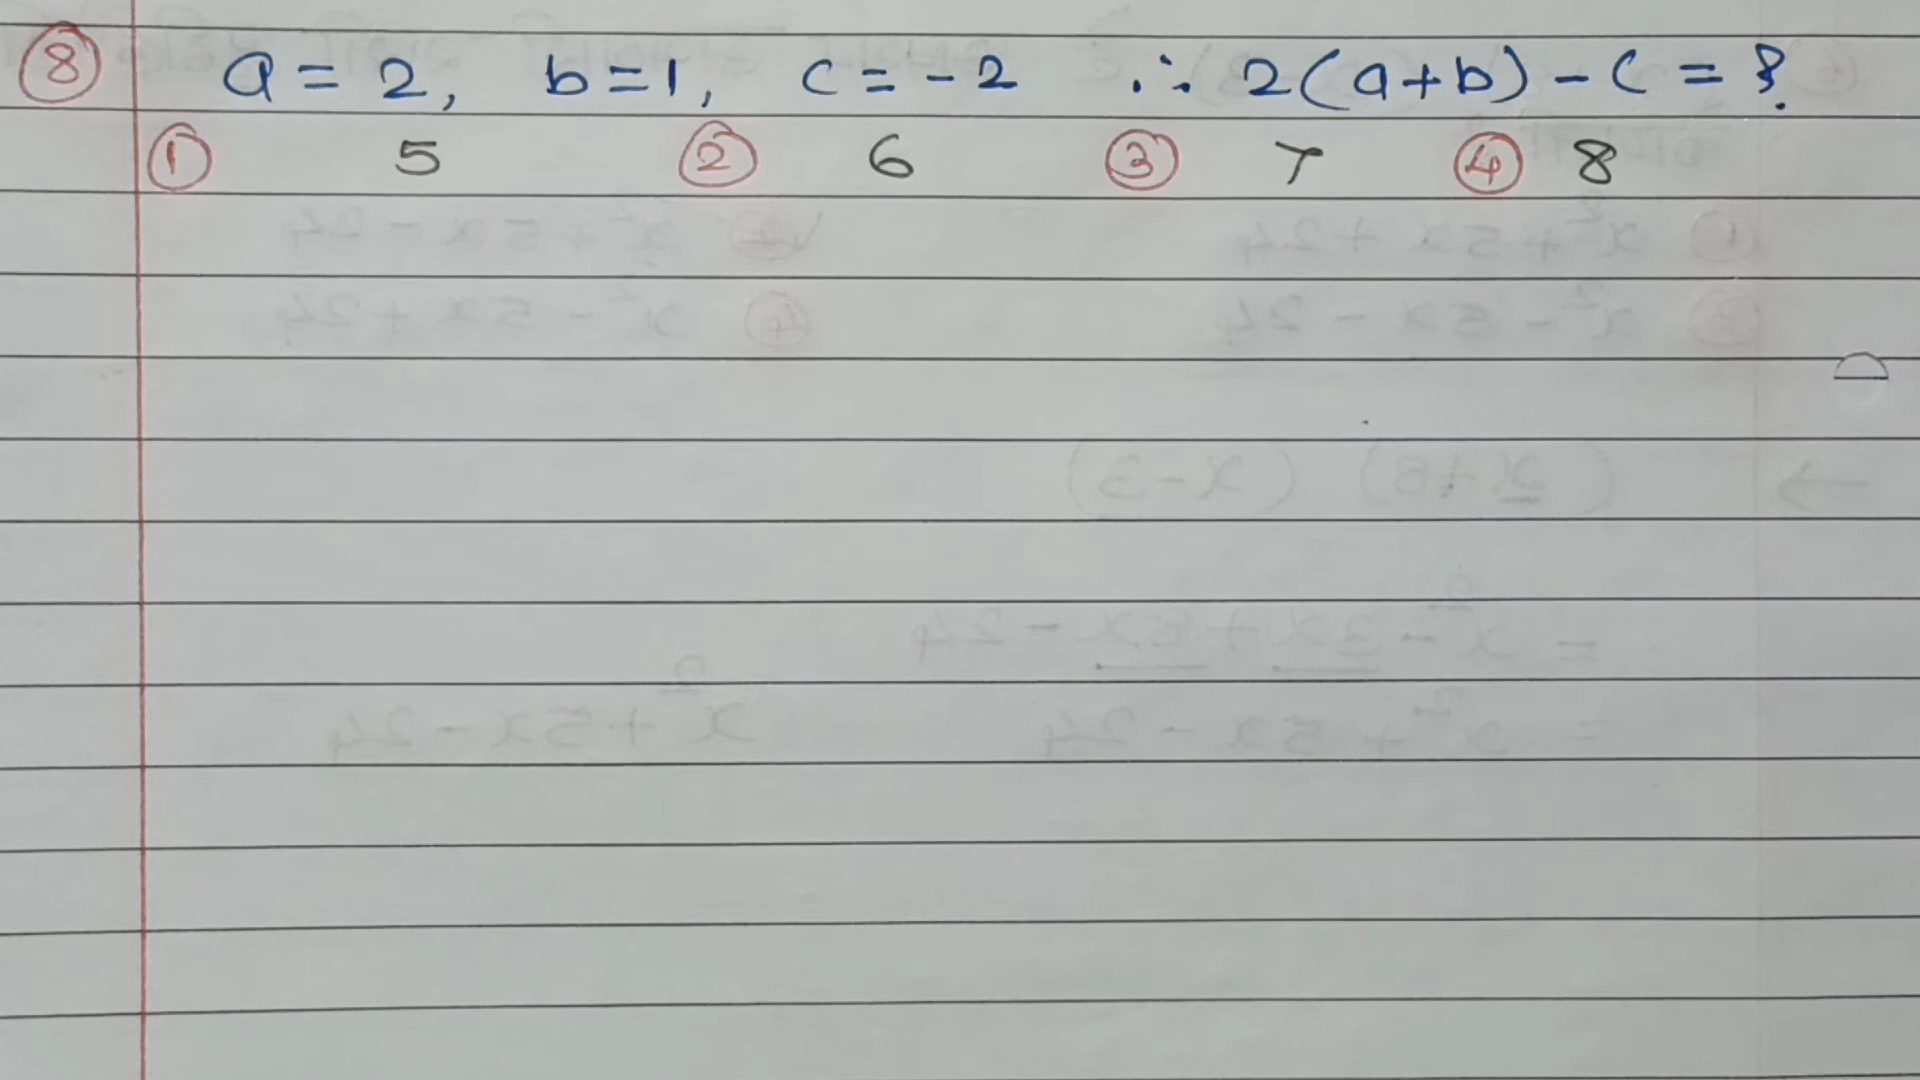 ⑧ a = 2, b = 1, c = -2 ∴ 2(a+b) - c = ?
① 5 ② 6 ③ 7 ④ 8